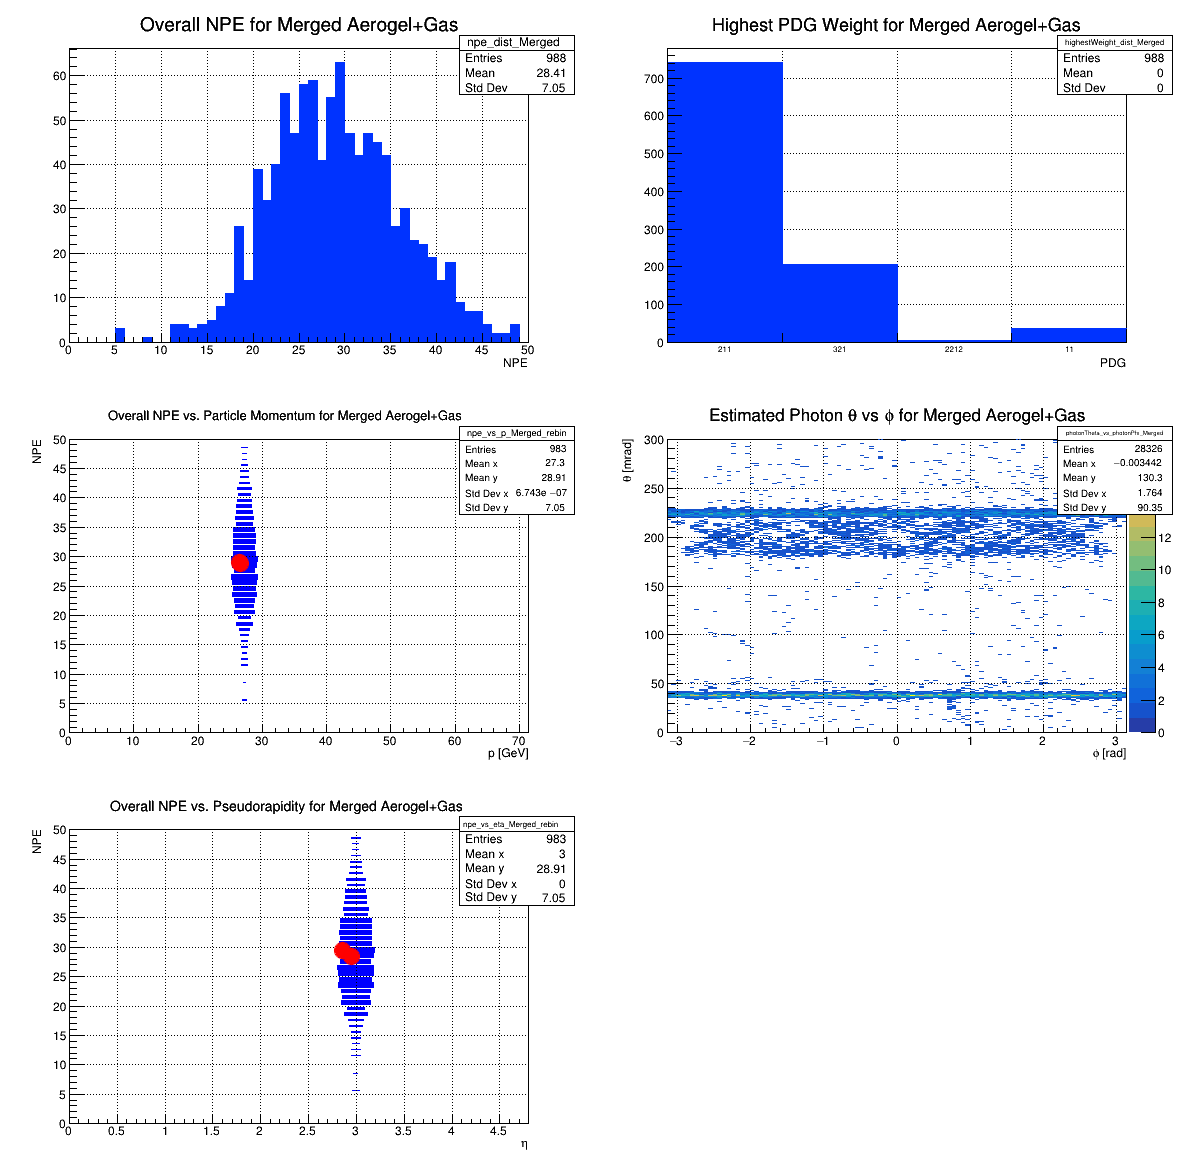 Overall NPE for Merged Aerogel+Gas
npe_dist_Merged
Entries 988
Mean 28.41
Std Dev 7.05
60
50
40
30
20
10
0
0 5 10 15 20 25 30 35 40 45 50
NPE
Highest PDG Weight for Merged Aerogel+Gas
highestWeight_dist_Merged
Entries 988
Mean 0
Std Dev 0
700
600
500
400
300
200
100
0
211 321 2212 11
PDG
Overall NPE vs. Particle Momentum for Merged Aerogel+Gas
NPE
npe_vs_p_Merged_rebin
Entries 983
Mean x 27.3
Mean y 28.91
Std Dev x 6.743e −07
Std Dev y 7.05
50
45
40
35
30
25
20
15
10
5
0
0 10 20 30 40 50 60 70
p [GeV]
Estimated Photon θ vs ϕ for Merged Aerogel+Gas
θ [mrad]
photonTheta_vs_photonPhi_Merged
Entries 28326
Mean x −0.003442
Mean y 130.3
Std Dev x 1.764
Std Dev y 90.35
300
250
200
150
100
50
0
12
10
8
6
4
2
0
−3 −2 −1 0 1 2 3
ϕ [rad]
Overall NPE vs. Pseudorapidity for Merged Aerogel+Gas
NPE
npe_vs_eta_Merged_rebin
Entries 983
Mean x 3
Mean y 28.91
Std Dev x 0
Std Dev y 7.05
50
45
40
35
30
25
20
15
10
5
0
0 0.5 1 1.5 2 2.5 3 3.5 4 4.5
η